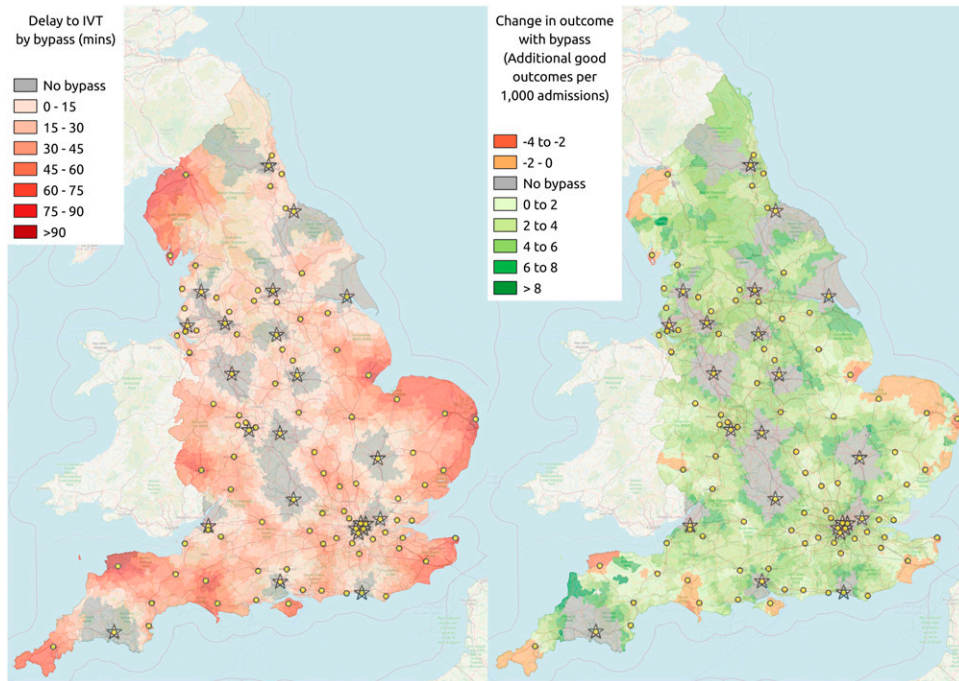 Delay to IVT
by bypass (mins)
No bypass
0 - 15
15 - 30
30 - 45
45 - 60
60 - 75
75 - 90
>90
Change in outcome
with bypass
(Additional good
outcomes per
1,000 admissions)
-4 to -2
-2 - 0
No bypass
0 to 2
2 to 4
4 to 6
6 to 8
> 8